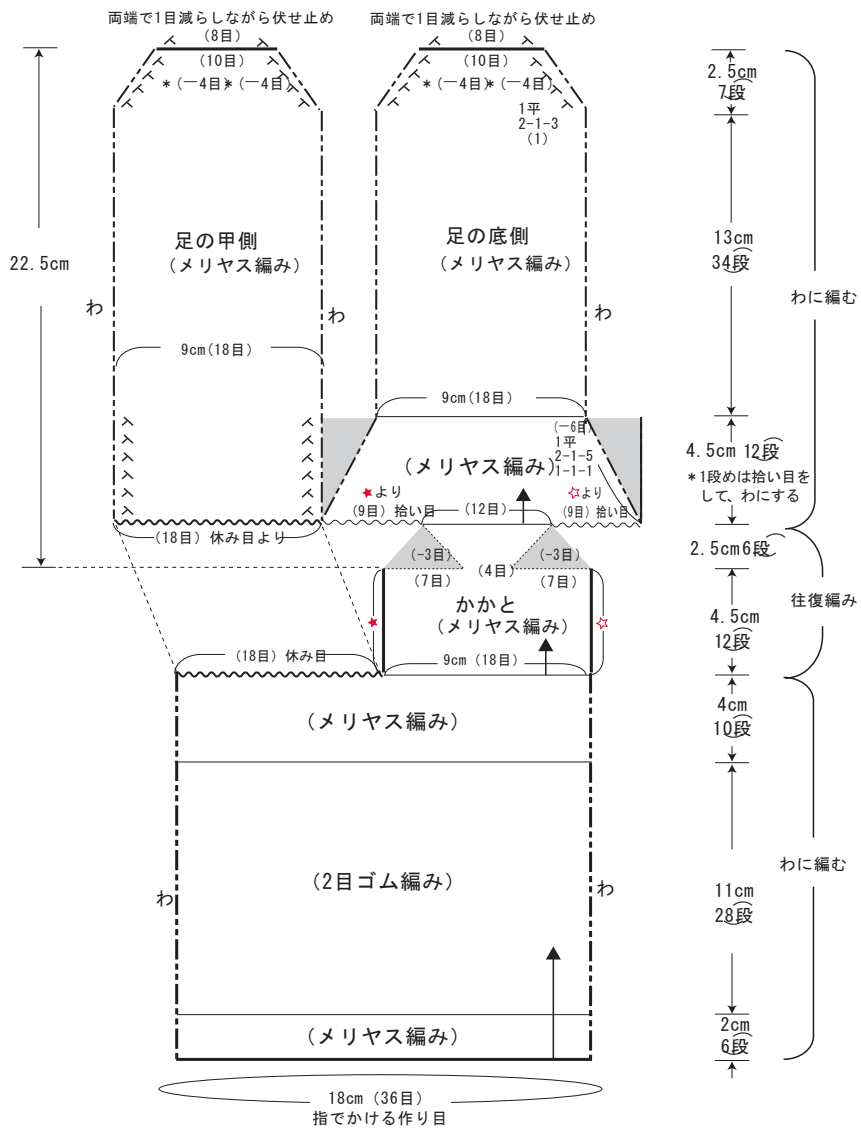 両端で1目減らしながら伏せ止め
両端で1目減らしながら伏せ止め
(8目)
(8目)
(10目)
(10目)
*(—4目)*(—4目)
*(—4目)*(—4目)
1平
2-1-3
(1)
2.5cm
7段
足の甲側
(メリヤス編み)
足の底側
(メリヤス編み)
13cm
34段
22.5cm
わ
わ
わ
わに編む
9cm(18目)
9cm(18目)
(—6目)
1平
2-1-5
1-1-1
(メリヤス編み)
4.5cm 12段
*1段めは拾い目を
して、わにする
★より
(9目) 拾い目
(12目)
☆より
(9目) 拾い目
(18目) 休み目より
(-3目)
(-3目)
2.5cm6段
(7目)
(4目)
(7目)
かかと
(メリヤス編み)
★
☆
4.5cm
12段
往復編み
(18目) 休み目
9cm (18目)
(メリヤス編み)
4cm
10段
(2目ゴム編み)
わ
わ
11cm
28段
わに編む
(メリヤス編み)
2cm
6段
18cm (36目)
指でかける作り目